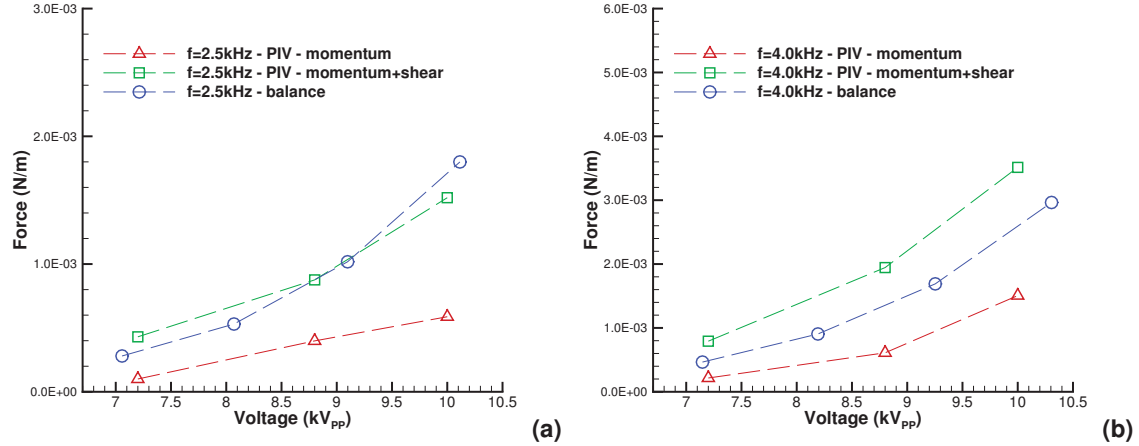 3.0E-03
2.0E-03
1.0E-03
0.0E+00
Force (N/m)
f=2.5kHz - PIV - momentum
f=2.5kHz - PIV - momentum+shear
f=2.5kHz - balance
7 7.5 8 8.5 9 9.5 10 10.5
Voltage (kVPP)
(a)
6.0E-03
5.0E-03
4.0E-03
3.0E-03
2.0E-03
1.0E-03
0.0E+00
Force (N/m)
f=4.0kHz - PIV - momentum
f=4.0kHz - PIV - momentum+shear
f=4.0kHz - balance
7 7.5 8 8.5 9 9.5 10 10.5
Voltage (kVPP)
(b)